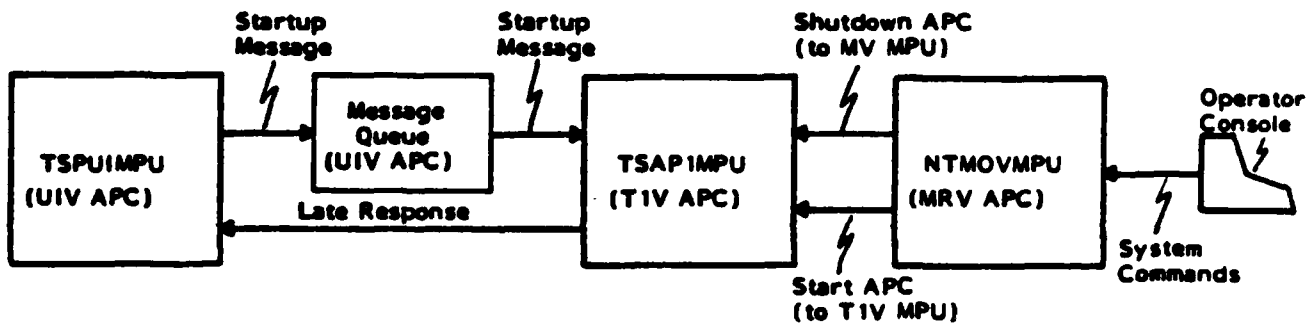 Startup
Message
Startup
Message
Shutdown APC
(to MV MPU)
Operator
Console
TSPUIMPU
(UIV APC)
Message
Queue
(UIV APC)
TSAP1MPU
(T1V APC)
NTMOVMPU
(MRV APC)
Late Response
System
Commands
Start APC
(to T1V MPU)